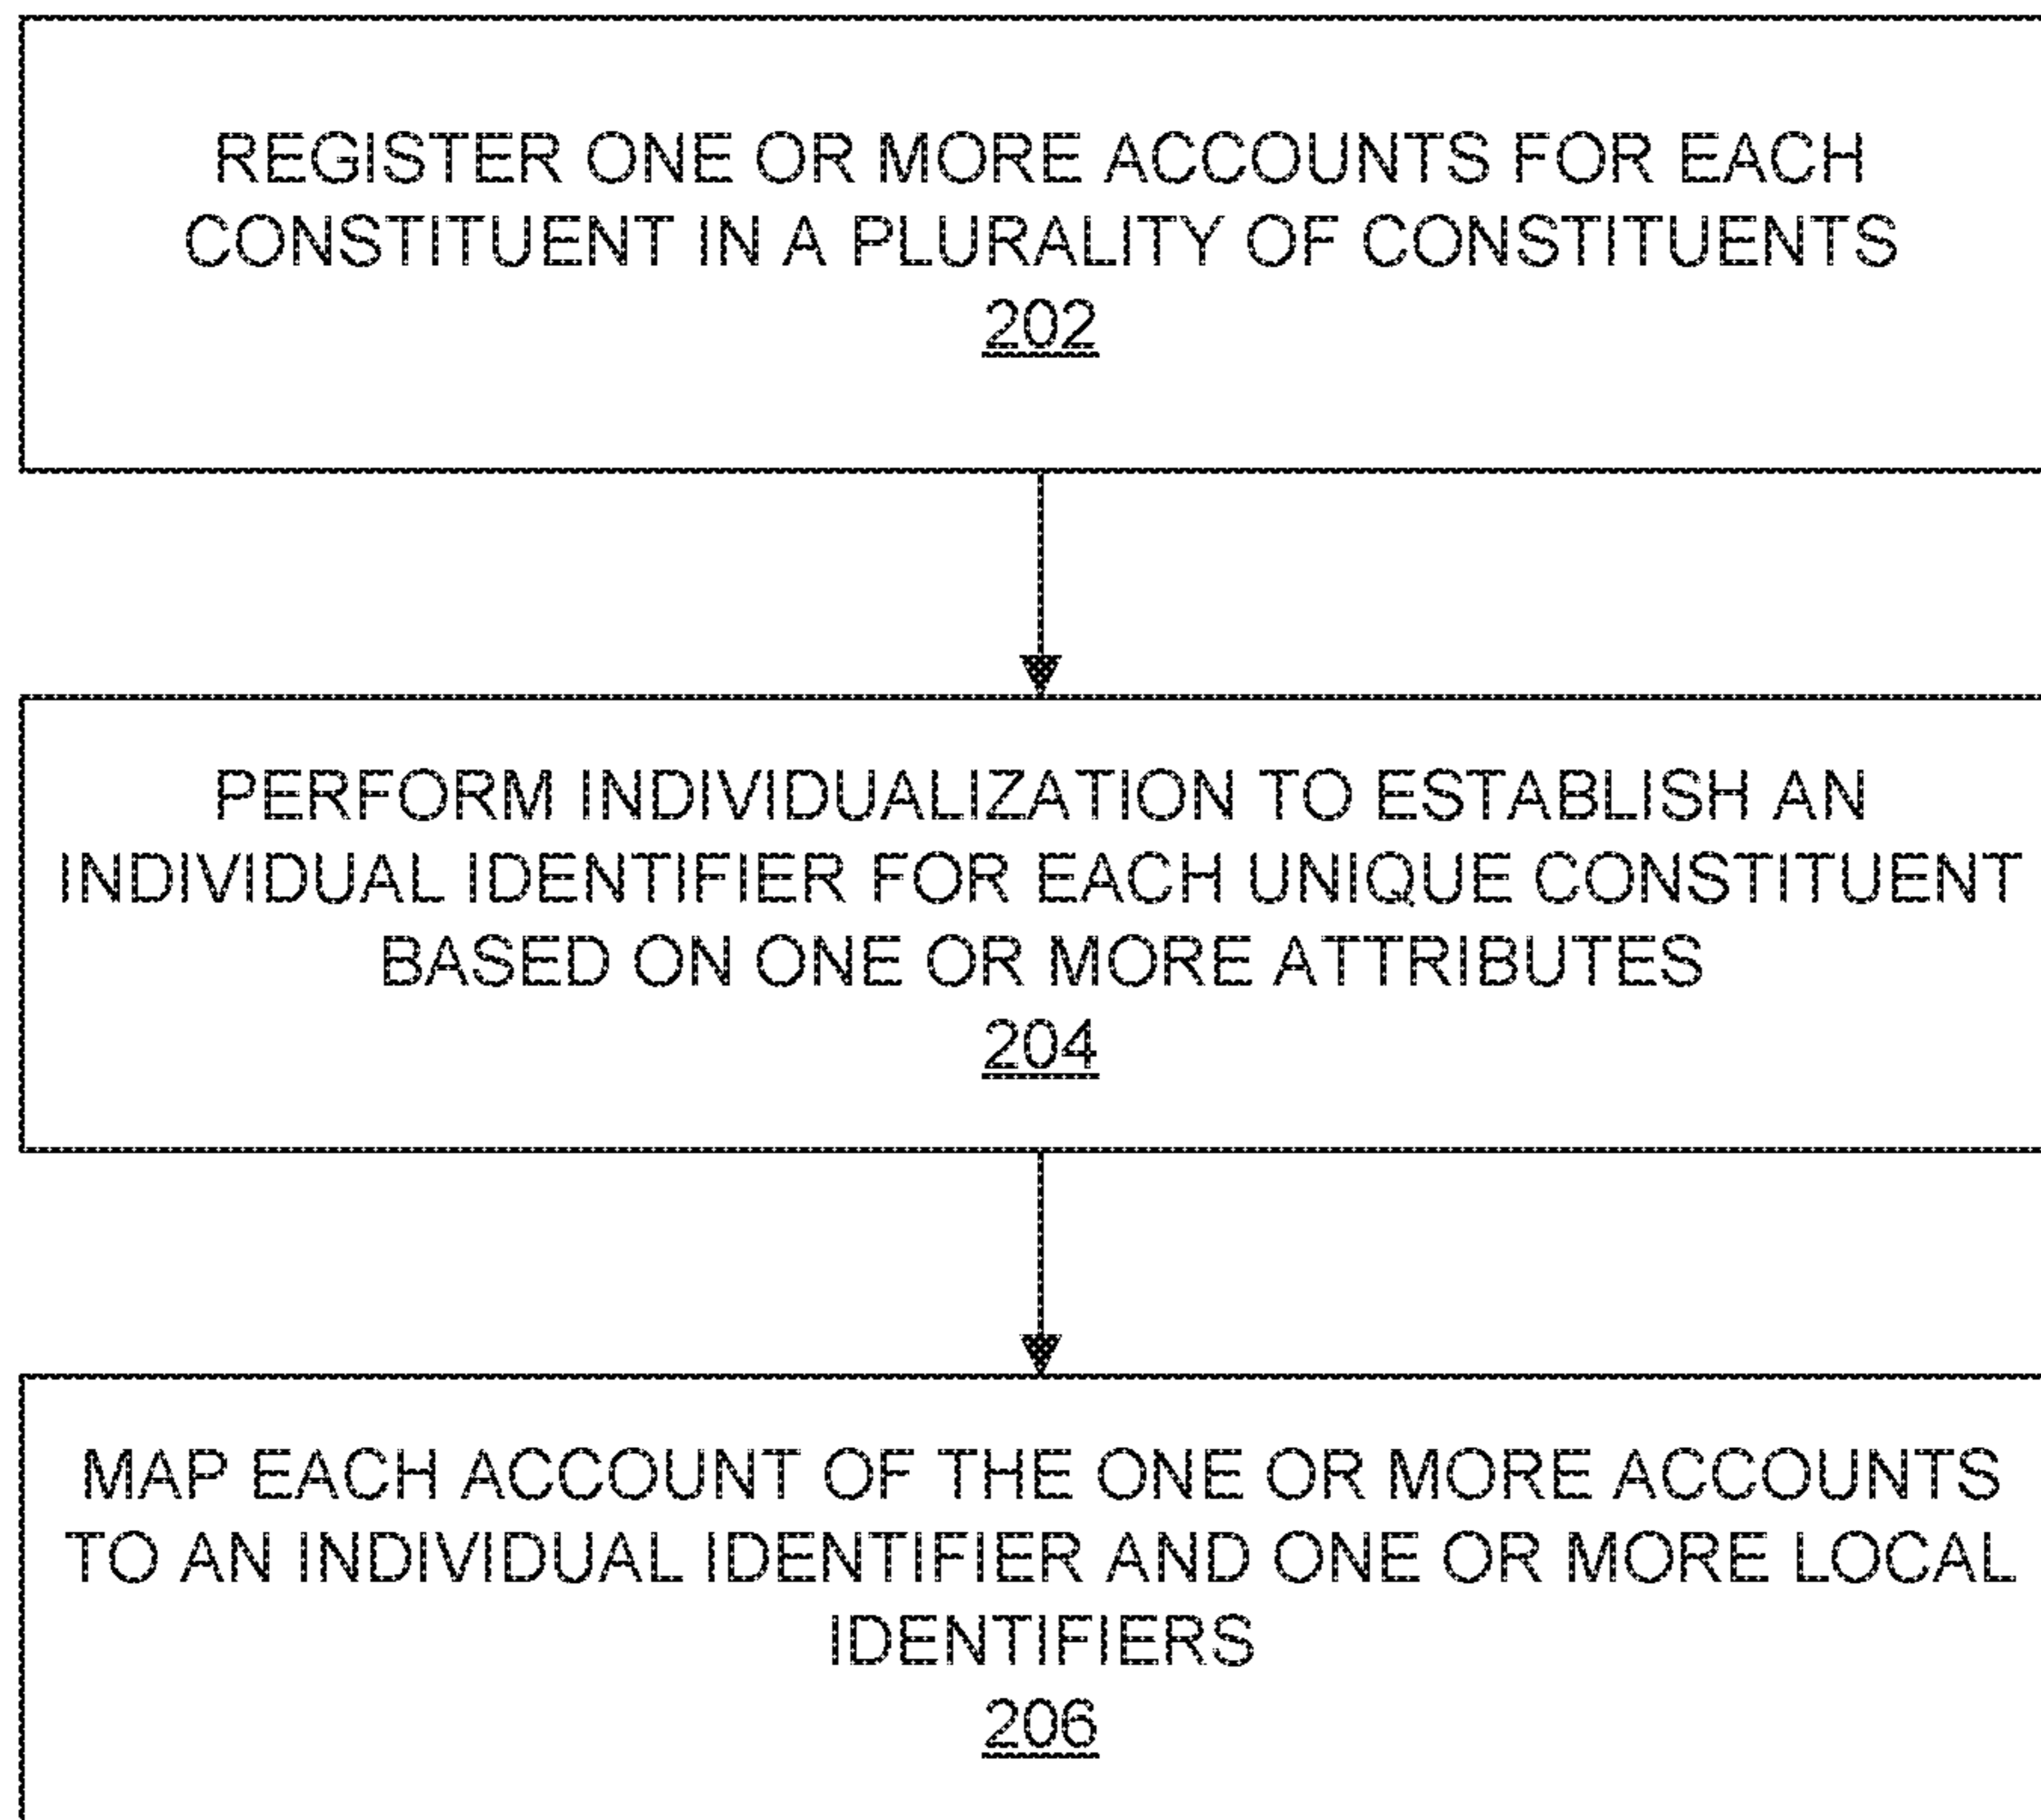 REGISTER ONE OR MORE ACCOUNTS FOR EACH
CONSTITUENT IN A PLURALITY OF CONSTITUENTS
202
PERFORM INDIVIDUALIZATION TO ESTABLISH AN
INDIVIDUAL IDENTIFIER FOR EACH UNIQUE CONSTITUENT
BASED ON ONE OR MORE ATTRIBUTES
204
MAP EACH ACCOUNT OF THE ONE OR MORE ACCOUNTS
TO AN INDIVIDUAL IDENTIFIER AND ONE OR MORE LOCAL
IDENTIFIERS
206